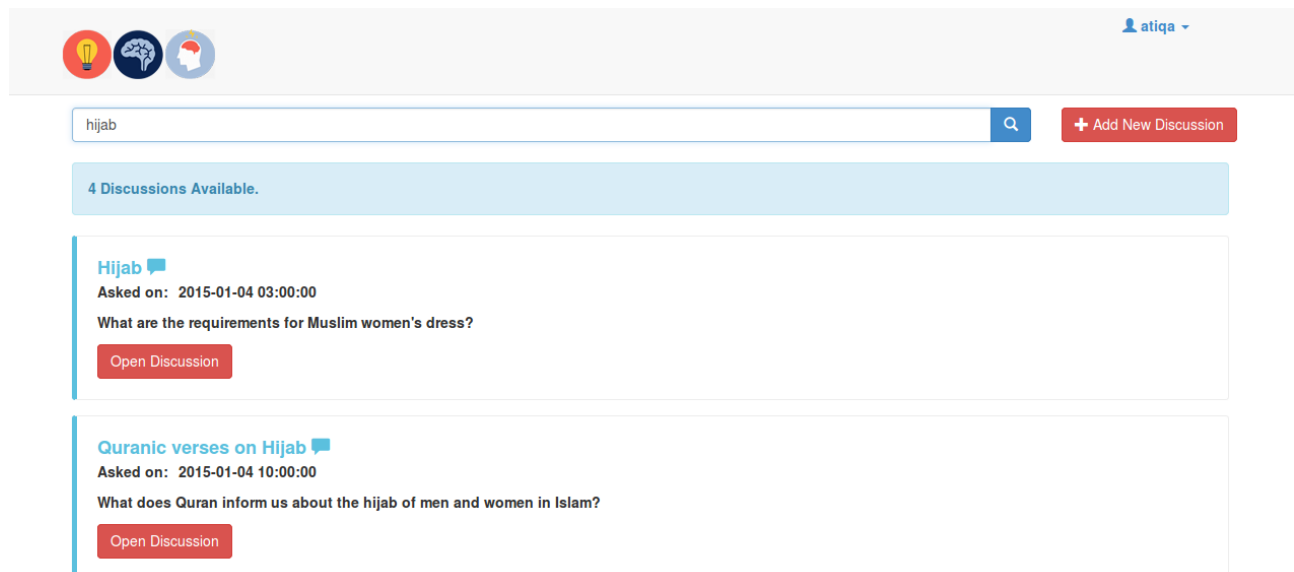 atiqa
hijab
Add New Discussion
4 Discussions Available.
Hijab
Asked on: 2015-01-04 03:00:00
What are the requirements for Muslim women's dress?
Open Discussion
Quranic verses on Hijab
Asked on: 2015-01-04 10:00:00
What does Quran inform us about the hijab of men and women in Islam?
Open Discussion